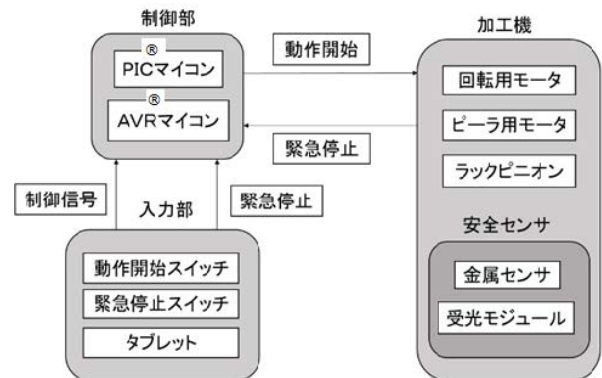 制御部
®
PICマイコン
®
AVRマイコン
動作開始
緊急停止
加工機
回転用モータ
ピーラ用モータ
ラックピニオン
安全センサ
金属センサ
受光モジュール
制御信号
入力部
緊急停止
動作開始スイッチ
緊急停止スイッチ
タブレット